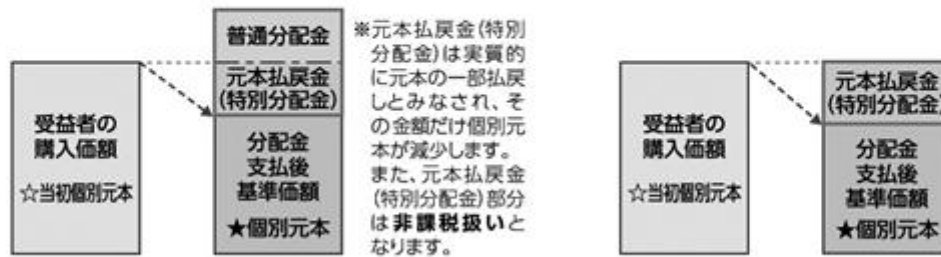 受益者の
購入価額
☆当初個別元本
普通分配金
元本払戻金
(特別分配金)
分配金
支払後
基準価額
★個別元本
※元本払戻金(特別
分配金)は実質的
に元本の一部払戻
しとみなされ、そ
の金額だけ個別元
本が減少します。
また、元本払戻金
(特別分配金)部分
は非課税扱いと
なります。
受益者の
購入価額
☆当初個別元本
元本払戻金
(特別分配金
分配金
支払後
基準価額
★個別元本